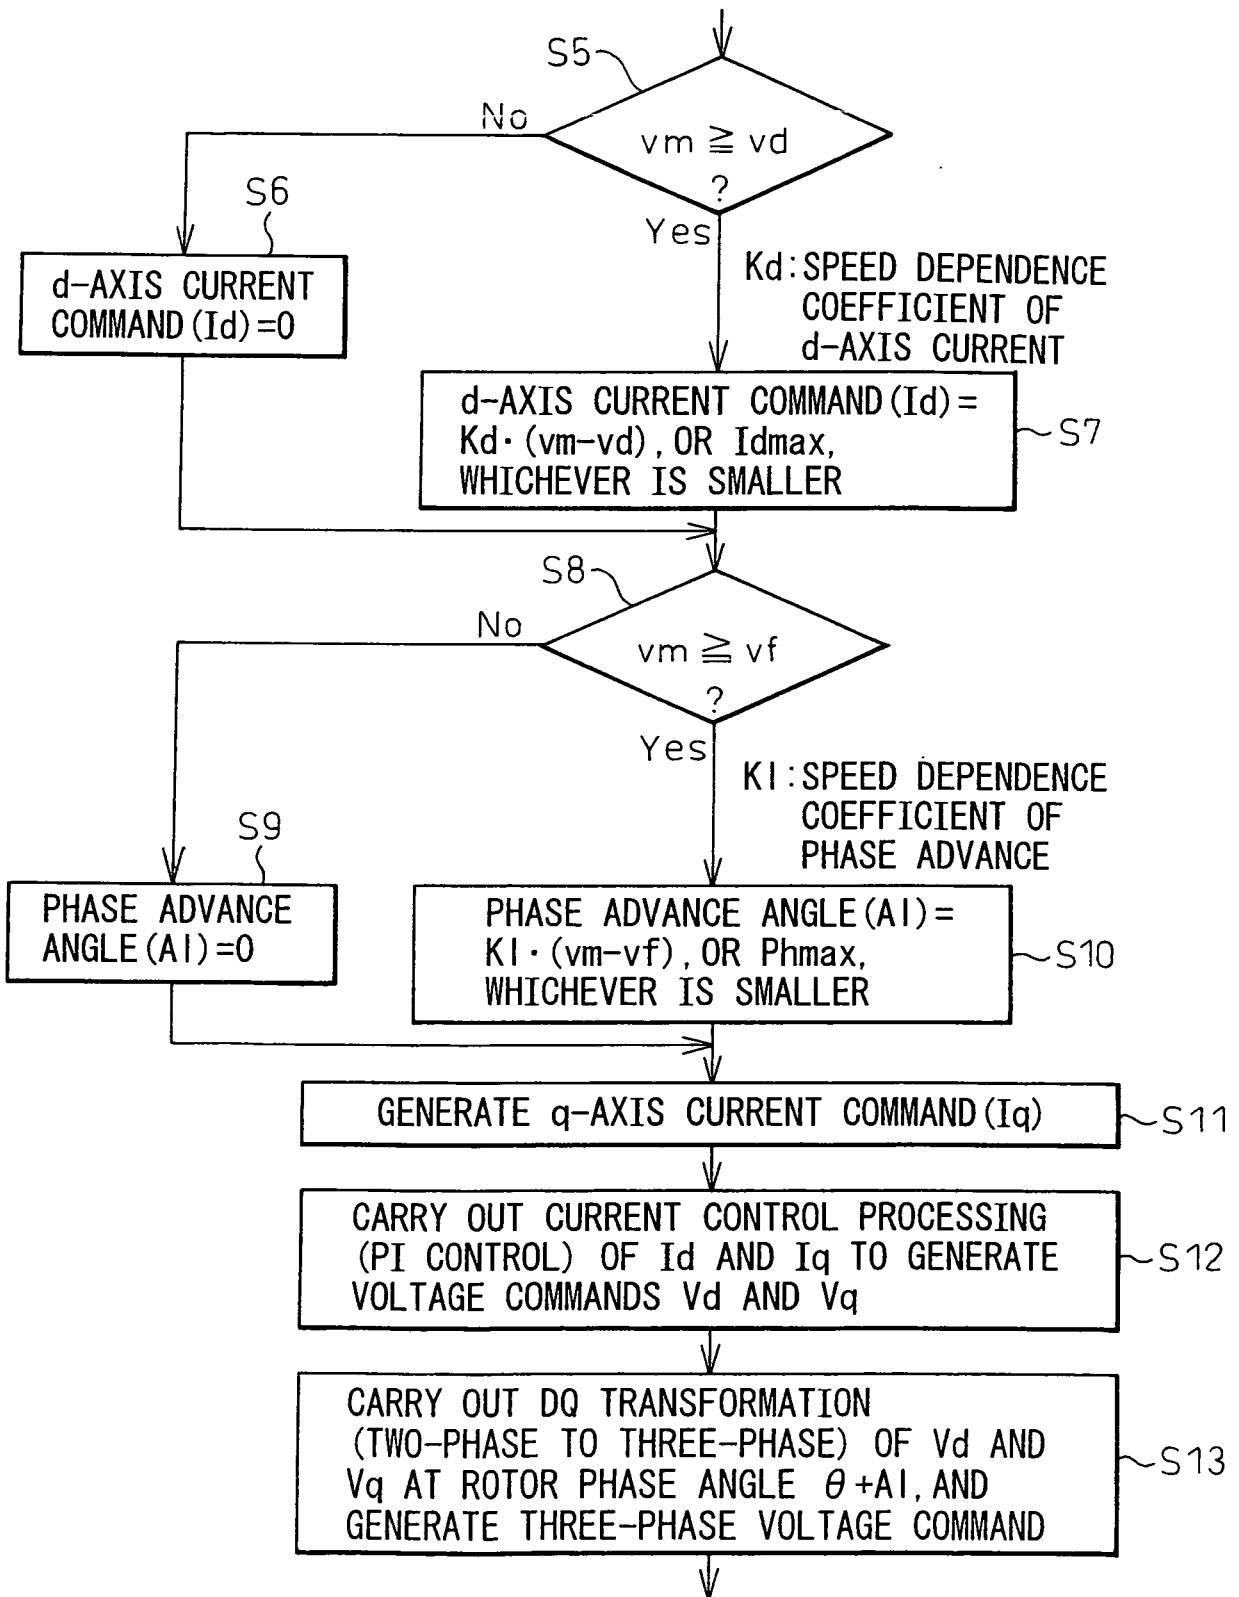 S5
No
vm ≧ vd
?
Yes
S6
d-AXIS CURRENT
COMMAND(Id)=0
Kd:SPEED DEPENDENCE
COEFFICIENT OF
d-AXIS CURRENT
d-AXIS CURRENT COMMAND(Id)=
Kd·(vm-vd), OR Idmax,
WHICHEVER IS SMALLER
S7
S8
No
vm ≧ vf
?
Yes
Kl:SPEED DEPENDENCE
COEFFICIENT OF
PHASE ADVANCE
S9
PHASE ADVANCE
ANGLE(Al)=0
PHASE ADVANCE ANGLE(Al)=
Kl·(vm-vf), OR Phmax,
WHICHEVER IS SMALLER
S10
GENERATE q-AXIS CURRENT COMMAND(Iq)
S11
CARRY OUT CURRENT CONTROL PROCESSING
(PI CONTROL) OF Id AND Iq TO GENERATE
VOLTAGE COMMANDS Vd AND Vq
S12
CARRY OUT DQ TRANSFORMATION
(TWO-PHASE TO THREE-PHASE) OF Vd AND
Vq AT ROTOR PHASE ANGLE θ+Al, AND
GENERATE THREE-PHASE VOLTAGE COMMAND
S13